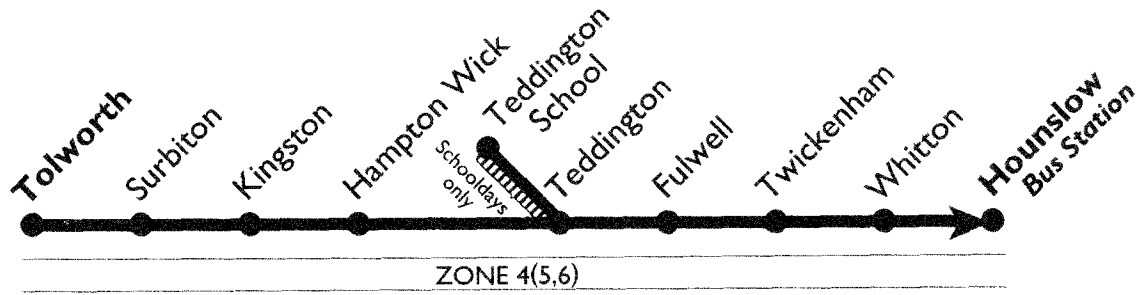 Tolworth
Surbiton
Kingston
Hampton Wick
Teddington
School
Schooldays
only
Teddington
Fulwell
Twickenham
Whitton
Hounslow
Bus Station
ZONE 4(5,6)